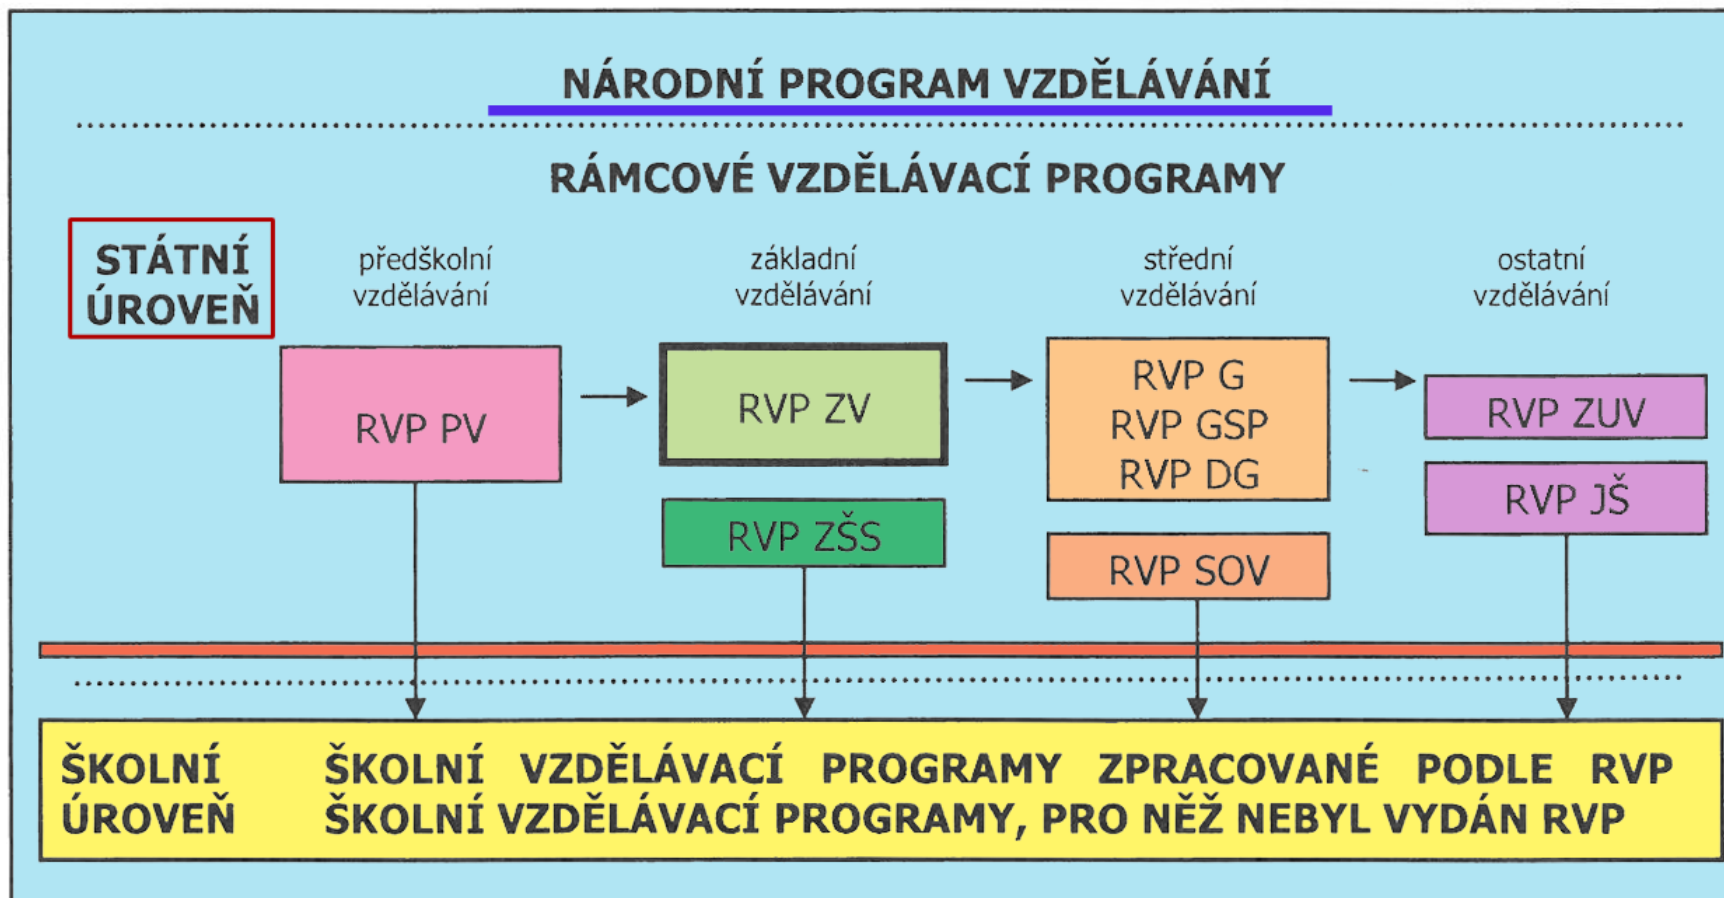 NÁRODNÍ PROGRAM VZDĚLÁVÁNÍ
RÁMCOVÉ VZDĚLÁVACÍ PROGRAMY
STÁTNÍ
ÚROVEŇ
předškolní
vzdělávání
základní
vzdělávání
střední
vzdělávání
ostatní
vzdělávání
RVP PV
RVP ZV
RVP ZŠS
RVP G
RVP GSP
RVP DG
RVP SOV
RVP ZUV
RVP JŠ
ŠKOLNÍ
ÚROVEŇ
ŠKOLNÍ VZDĚLÁVACÍ PROGRAMY ZPRACOVANÉ PODLE RVP
ŠKOLNÍ VZDĚLÁVACÍ PROGRAMY, PRO NĚŽ NEBYL VYDÁN RVP